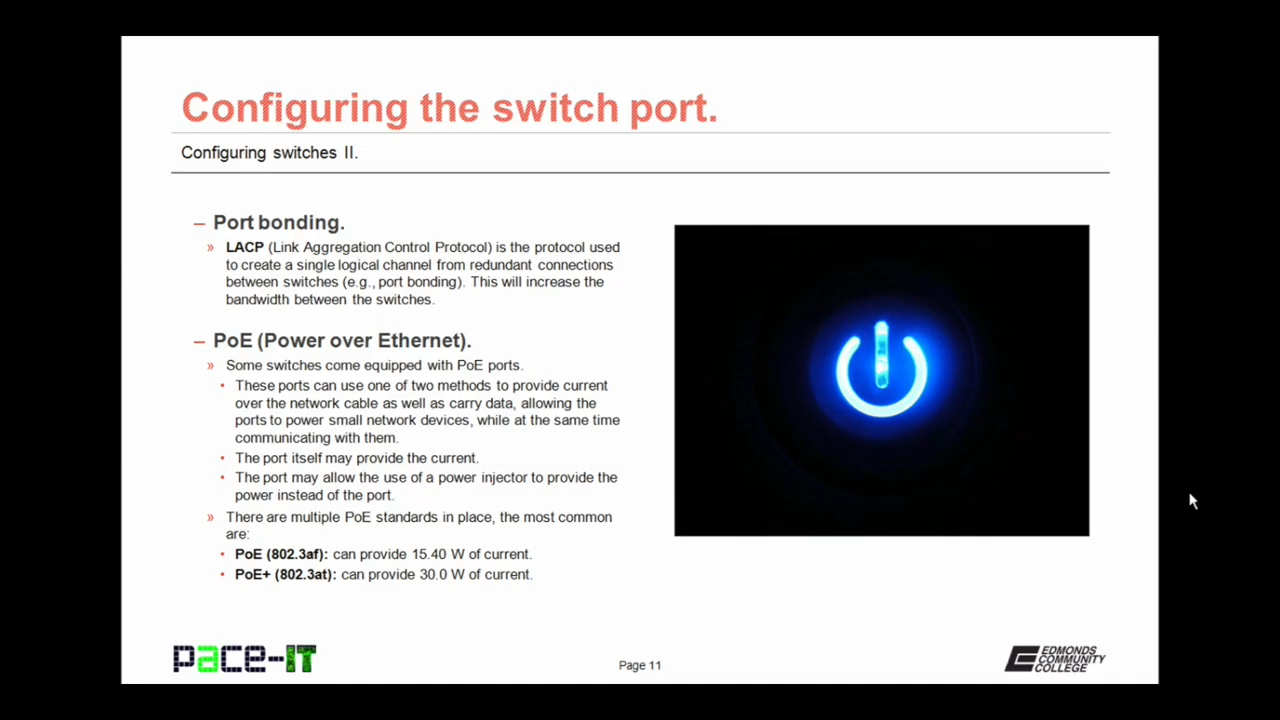 Configuring the switch port.
Configuring switches II.
– Port bonding.
» LACP (Link Aggregation Control Protocol) is the protocol used
to create a single logical channel from redundant connections
between switches (e.g., port bonding). This will increase the
bandwidth between the switches.
– PoE (Power over Ethernet).
» Some switches come equipped with PoE ports.
• These ports can use one of two methods to provide current
over the network cable as well as carry data, allowing the
ports to power small network devices, while at the same time
communicating with them.
• The port itself may provide the current.
• The port may allow the use of a power injector to provide the
power instead of the port.
» There are multiple PoE standards in place, the most common
are:
• PoE (802.3af): can provide 15.40 W of current.
• PoE+ (802.3at): can provide 30.0 W of current.
pace-IT
Page 11
EDMONDS
COMMUNITY
COLLEGE